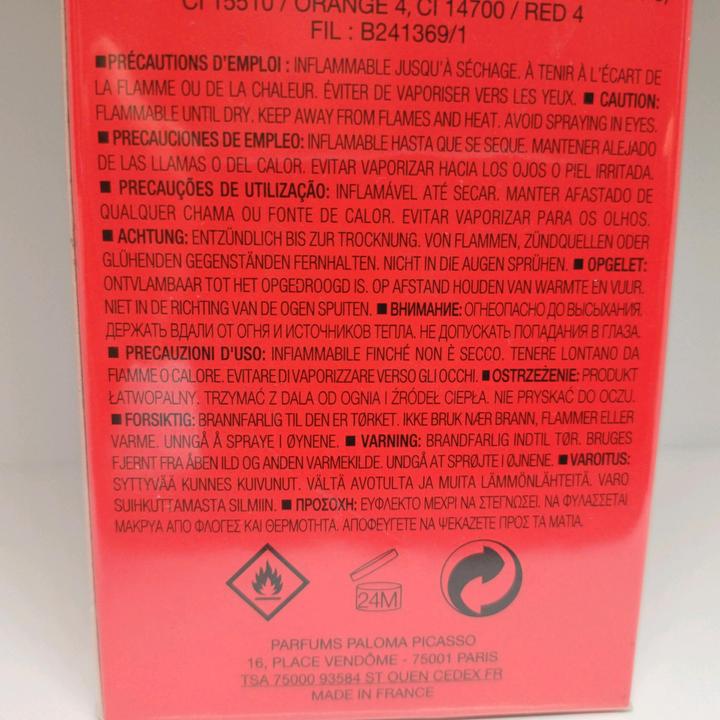 CI 15510 / ORANGE 4, CI 14700 / RED 4
FIL : B241369/1
■ PRÉCAUTIONS D'EMPLOI : INFLAMMABLE JUSQU'À SÉCHAGE. À TENIR À L'ÉCART DE
LA FLAMME OU DE LA CHALEUR. ÉVITER DE VAPORISER VERS LES YEUX. ■ CAUTION:
FLAMMABLE UNTIL DRY. KEEP AWAY FROM FLAMES AND HEAT. AVOID SPRAYING IN EYES.
■ PRECAUCIONES DE EMPLEO: INFLAMABLE HASTA QUE SE SEQUE. MANTENER ALEJADO
DE LAS LLAMAS O DEL CALOR. EVITAR VAPORIZAR HACIA LOS OJOS O PIEL IRRITADA.
■ PRECAUÇÕES DE UTILIZAÇÃO: INFLAMÁVEL ATÉ SECAR. MANTER AFASTADO DE
QUALQUER CHAMA OU FONTE DE CALOR. EVITAR VAPORIZAR PARA OS OLHOS.
■ ACHTUNG: ENTZÜNDLICH BIS ZUR TROCKNUNG. VON FLAMMEN, ZÜNDQUELLEN ODER
GLÜHENDEN GEGENSTÄNDEN FERNHALTEN. NICHT IN DIE AUGEN SPRÜHEN. ■ OPGELET:
ONTVLAMBAAR TOT HET OPGEDROOGD IS. OP AFSTAND HOUDEN VAN WARMTE EN VUUR.
NIET IN DE RICHTING VAN DE OGEN SPUITEN. ■ ВНИМАНИЕ: ОГНЕОПАСНО ДО ВЫСЫХАНИЯ.
ДЕРЖАТЬ ВДАЛИ ОТ ОГНЯ И ИСТОЧНИКОВ ТЕПЛА. НЕ ДОПУСКАТЬ ПОПАДАНИЯ В ГЛАЗА.
■ PRECAUZIONI D'USO: INFIAMMABILE FINCHÉ NON È SECCO. TENERE LONTANO DA
FIAMME O CALORE. EVITARE DI VAPORIZZARE VERSO GLI OCCHI. ■ OSTRZEŻENIE: PRODUKT
ŁATWOPALNY. TRZYMAĆ Z DALA OD OGNIA I ŹRÓDEŁ CIEPŁA. NIE PRYSKAĆ DO OCZU.
■ FORSIKTIG: BRANNFARLIG TIL DEN ER TØRKET. IKKE BRUK NÆR BRANN, FLAMMER ELLER
VARME. UNNGÅ Å SPRAYE I ØYNENE. ■ VARNING: BRANDFARLIG INDTIL TØR. BRUGES
FJERNT FRA ÅBEN ILD OG ANDEN VARMEKILDE. UNDGÅ AT SPRØJTE I ØJNENE. ■ VAROITUS:
SYTTYVÄÄ KUNNES KUIVUNUT. VÄLTÄ AVOTULTA JA MUITA LÄMMÖNLÄHTEITÄ. VARO
SUIHKUTTAMASTA SILMIIN. ■ ΠΡΟΣΟΧΗ: ΕΥΦΛΕΚΤΟ ΜΕΧΡΙ ΝΑ ΣΤΕΓΝΩΣΕΙ. ΝΑ ΦΥΛΑΣΣΕΤΑΙ
ΜΑΚΡΥΑ ΑΠΟ ΦΛΟΓΕΣ ΚΑΙ ΘΕΡΜΟΤΗΤΑ. ΑΠΟΦΕΥΓΕΤΕ ΝΑ ΨΕΚΑΖΕΤΕ ΠΡΟΣ ΤΑ ΜΑΤΙΑ.
24M
PARFUMS PALOMA PICASSO
16, PLACE VENDÔME - 75001 PARIS
TSA 75000 93584 ST OUEN CEDEX FR
MADE IN FRANCE